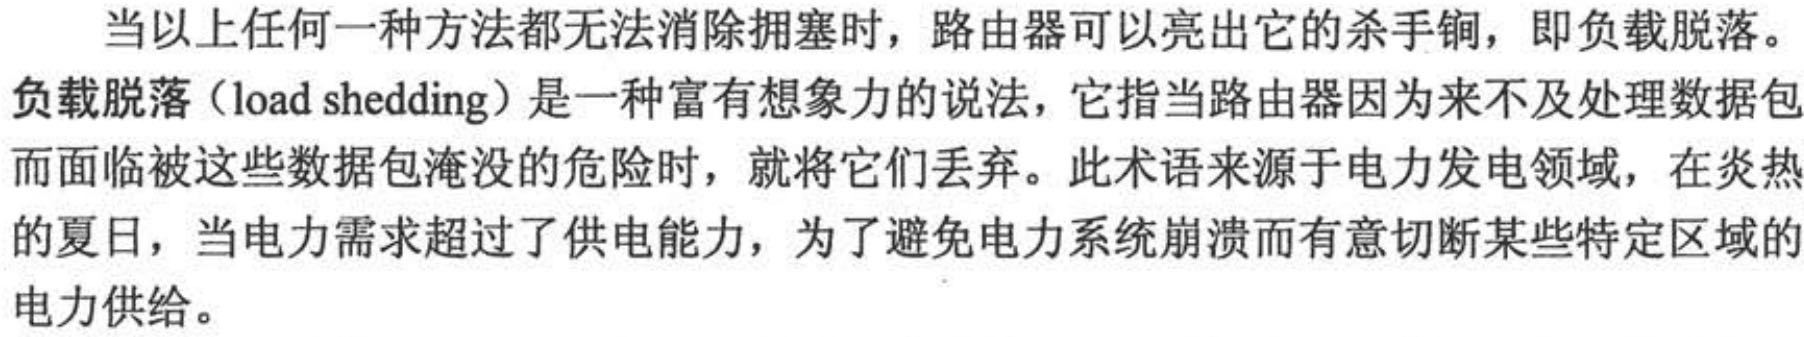 当以上任何一种方法都无法消除拥塞时，路由器可以亮出它的杀手锏，即负载脱落。
负载脱落（load shedding）是一种富有想象力的说法，它指当路由器因为来不及处理数据包
而面临被这些数据包淹没的危险时，就将它们丢弃。此术语来源于电力发电领域，在炎热
的夏日，当电力需求超过了供电能力，为了避免电力系统崩溃而有意切断某些特定区域的
电力供给。